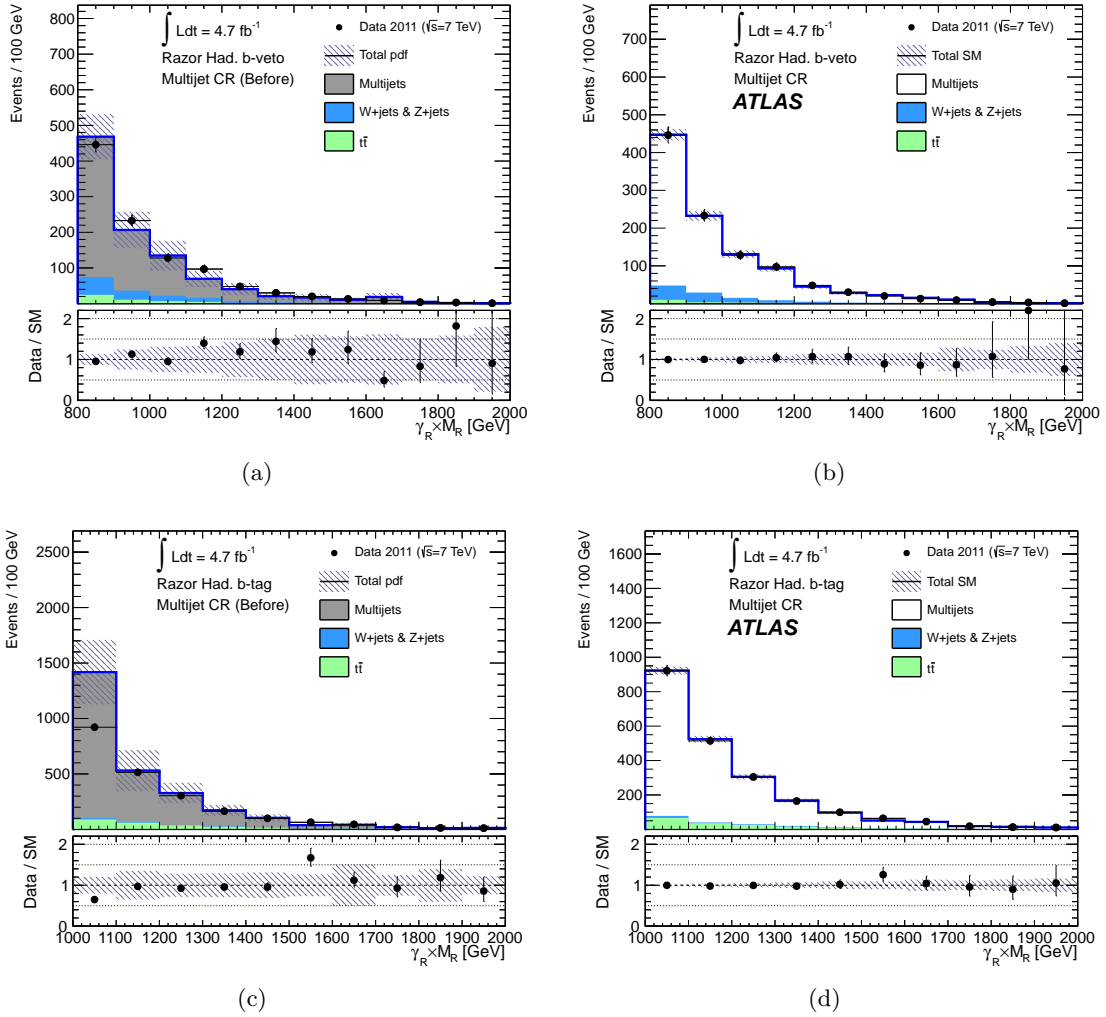 Events / 100 GeV
800
700
600
500
400
300
200
100
∫ Ldt = 4.7 fb⁻¹
Razor Had. b-veto
Multijet CR (Before)
Data 2011 (√s=7 TeV)
Total pdf
Multijets
W+jets & Z+jets
tt̄
Data / SM
2
1
0
800 1000 1200 1400 1600 1800 2000
γ_R×M_R [GeV]
(a)
Events / 100 GeV
700
600
500
400
300
200
100
∫ Ldt = 4.7 fb⁻¹
Razor Had. b-veto
Multijet CR
ATLAS
Data 2011 (√s=7 TeV)
Total SM
Multijets
W+jets & Z+jets
tt̄
Data / SM
2
1
0
800 1000 1200 1400 1600 1800 2000
γ_R×M_R [GeV]
(b)
Events / 100 GeV
2500
2000
1500
1000
500
∫ Ldt = 4.7 fb⁻¹
Razor Had. b-tag
Multijet CR (Before)
Data 2011 (√s=7 TeV)
Total pdf
Multijets
W+jets & Z+jets
tt̄
Data / SM
2
1
0
1000 1100 1200 1300 1400 1500 1600 1700 1800 1900 2000
γ_R×M_R [GeV]
(c)
Events / 100 GeV
1600
1400
1200
1000
800
600
400
200
∫ Ldt = 4.7 fb⁻¹
Razor Had. b-tag
Multijet CR
ATLAS
Data 2011 (√s=7 TeV)
Total SM
Multijets
W+jets & Z+jets
tt̄
Data / SM
2
1
0
1000 1100 1200 1300 1400 1500 1600 1700 1800 1900 2000
γ_R×M_R [GeV]
(d)